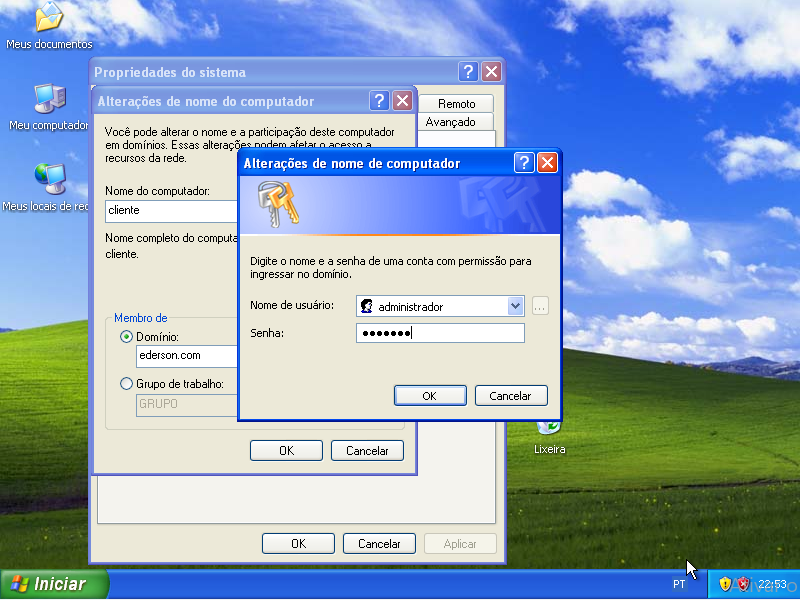 Meus documentos
Meu computador
Meus locais de rec
Propriedades do sistema
Remoto
Avançado
Alterações de nome do computador
Você pode alterar o nome e a participação deste computador
em domínios. Essas alterações podem afetar o acesso a
recursos da rede.
Nome do computador:
cliente
Nome completo do computa
cliente.
Membro de
Domínio:
ederson.com
Grupo de trabalho:
GRUPO
OK
Cancelar
Alterações de nome de computador
Digite o nome e a senha de uma conta com permissão para
ingressar no domínio.
Nome de usuário:
administrador
...
Senha:
●●●●●●●
OK
Cancelar
Lixeira
OK
Cancelar
Aplicar
Iniciar
PT
22:53